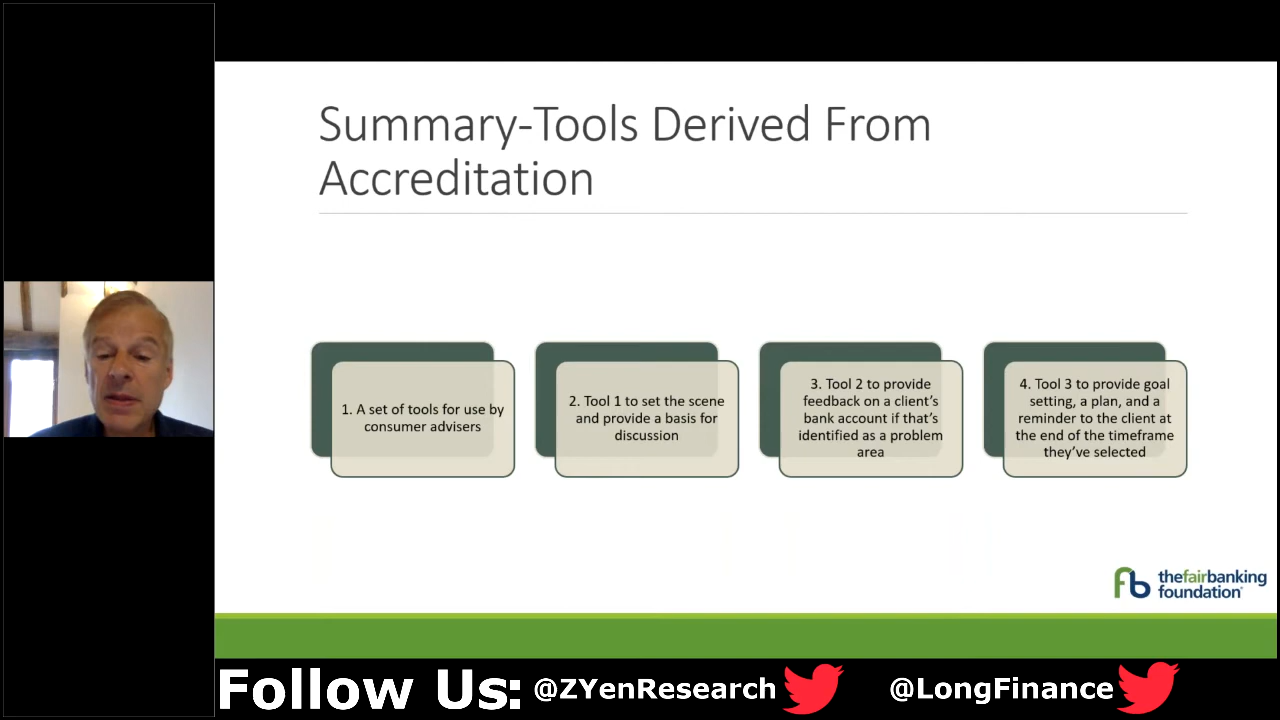 Summary-Tools Derived From
Accreditation
1. A set of tools for use by
consumer advisers
2. Tool 1 to set the scene
and provide a basis for
discussion
3. Tool 2 to provide
feedback on a client's
bank account if that's
identified as a problem
area
4. Tool 3 to provide goal
setting, a plan, and a
reminder to the client at
the end of the timeframe
they've selected
fb thefairbanking
foundation
Follow Us: @ZYenResearch @LongFinance